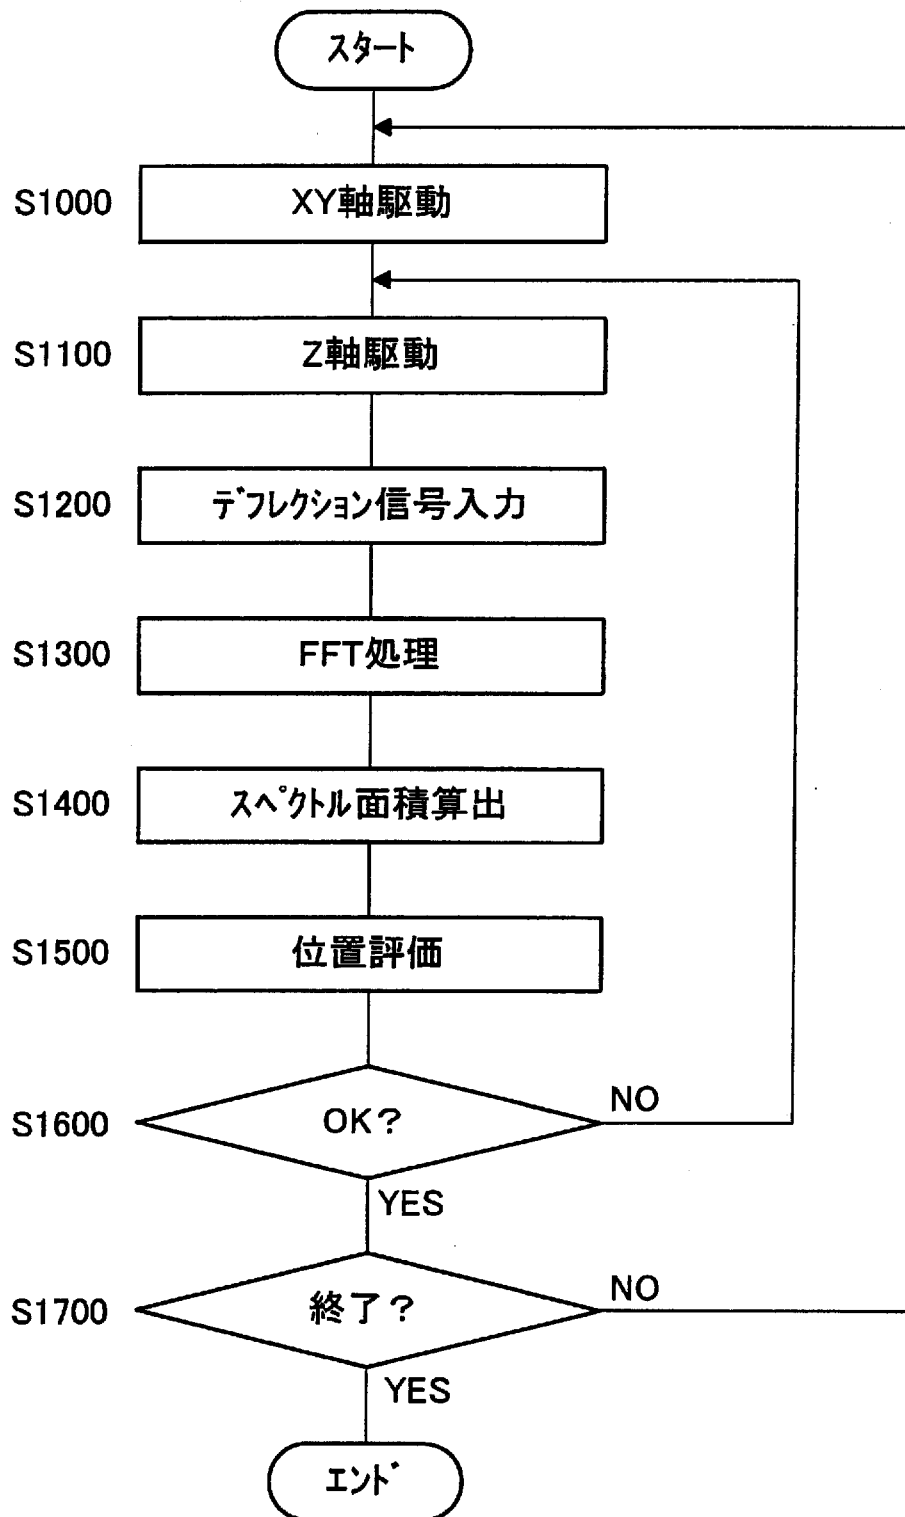 スタート
S1000 XY軸駆動
S1100 Z軸駆動
S1200 デフレクション信号入力
S1300 FFT処理
S1400 スペクトル面積算出
S1500 位置評価
S1600 OK? NO
YES
S1700 終了? NO
YES
エンド